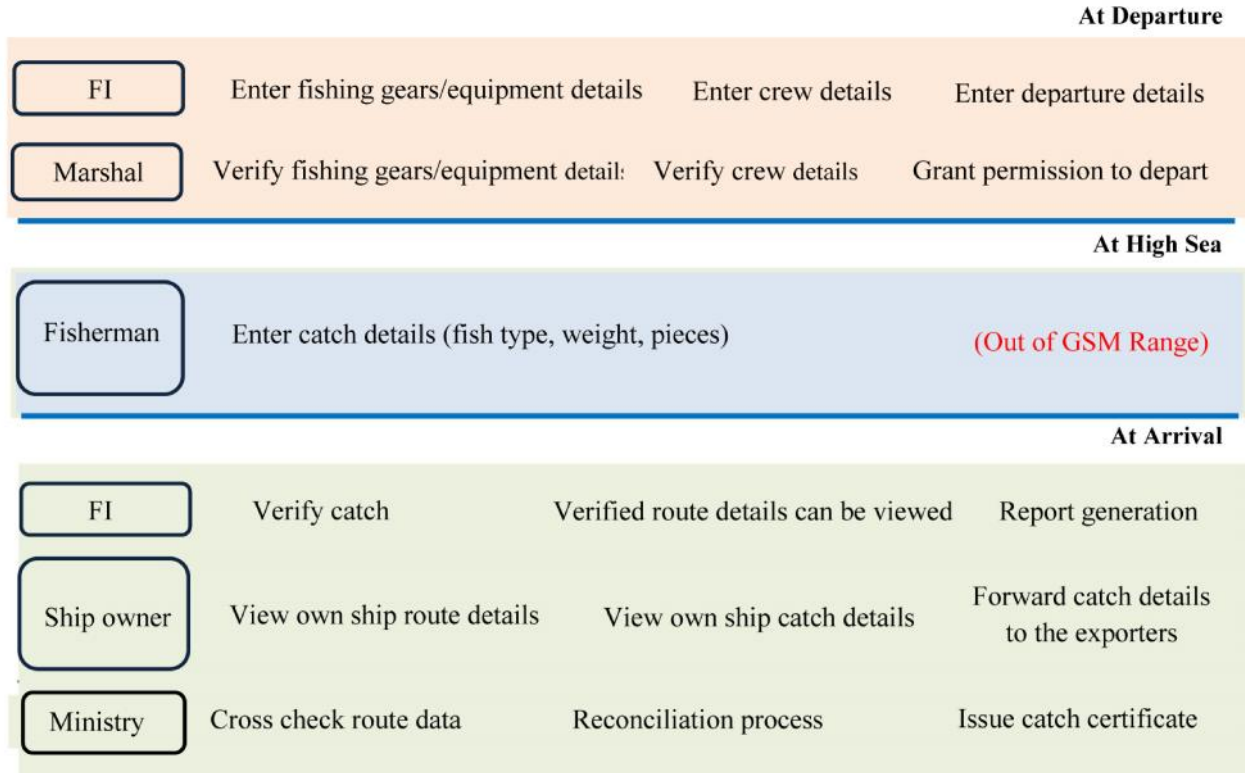 At Departure
FI Enter fishing gears/equipment details Enter crew details Enter departure details
Marshal Verify fishing gears/equipment detail: Verify crew details Grant permission to depart
At High Sea
Fisherman Enter catch details (fish type, weight, pieces) (Out of GSM Range)
At Arrival
FI Verify catch Verified route details can be viewed Report generation
Ship owner View own ship route details View own ship catch details Forward catch details
to the exporters
Ministry Cross check route data Reconciliation process Issue catch certificate